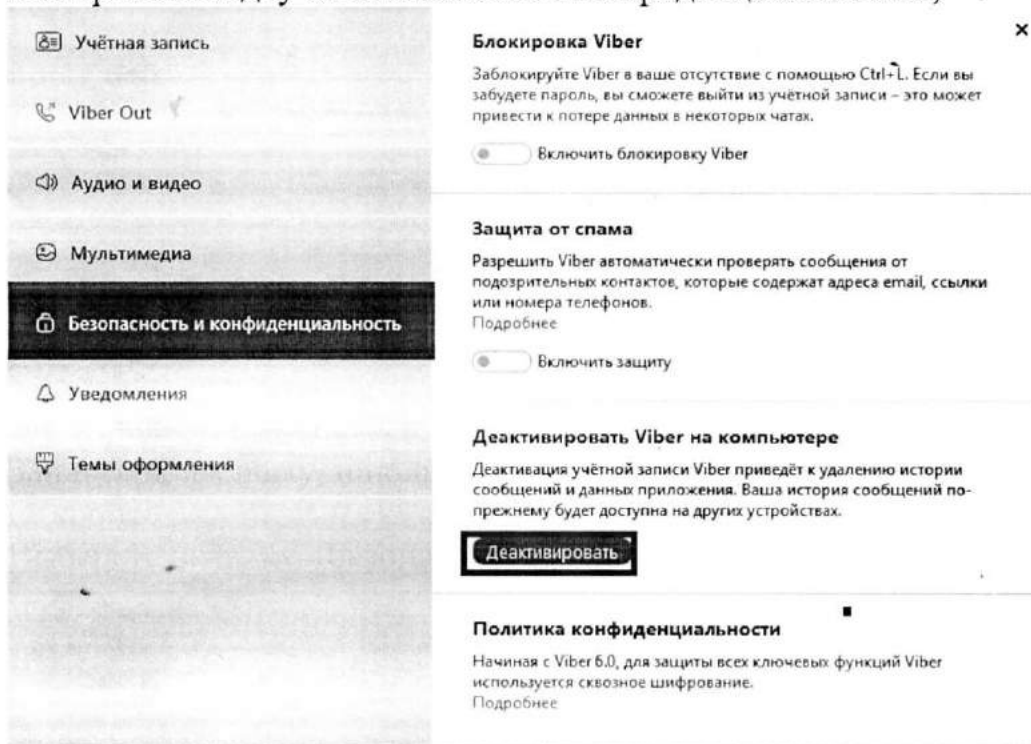 Учётная запись
Viber Out
Аудио и видео
Мультимедиа
Безопасность и конфиденциальность
Уведомления
Темы оформления
Блокировка Viber
Заблокируйте Viber в ваше отсутствие с помощью Ctrl+L. Если вы
забудете пароль, вы сможете выйти из учётной записи – это может
привести к потере данных в некоторых чатах.
Включить блокировку Viber
Защита от спама
Разрешить Viber автоматически проверять сообщения от
подозрительных контактов, которые содержат адреса email, ссылки
или номера телефонов.
Подробнее
Включить защиту
Деактивировать Viber на компьютере
Деактивация учётной записи Viber приведёт к удалению истории
сообщений и данных приложения. Ваша история сообщений по-
прежнему будет доступна на других устройствах.
Деактивировать
Политика конфиденциальности
Начиная с Viber 6.0, для защиты всех ключевых функций Viber
используется сквозное шифрование.
Подробнее